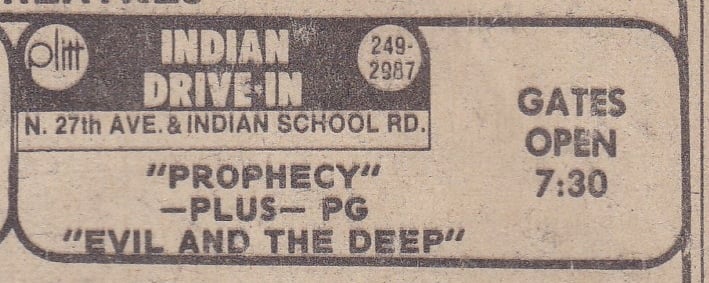 plitt
INDIAN
DRIVE-IN
249-
2987
N. 27th AVE. & INDIAN SCHOOL RD.
"PROPHECY"
—PLUS— PG
"EVIL AND THE DEEP"
GATES
OPEN
7:30